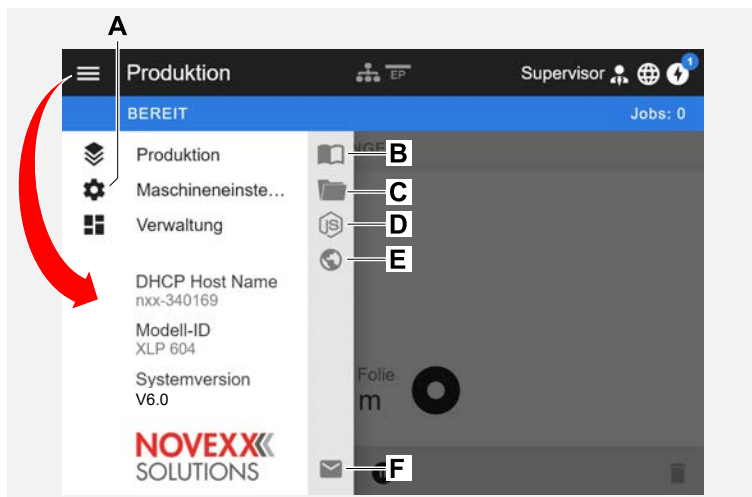 A
Produktion
EP
Supervisor
1
BEREIT
Jobs: 0
Produktion
B
Maschineneinste...
C
Verwaltung
JS
D
E
DHCP Host Name
nxx-340169
Modell-ID
XLP 604
Systemversion
V6.0
Folie
m
NOVEXX
SOLUTIONS
F